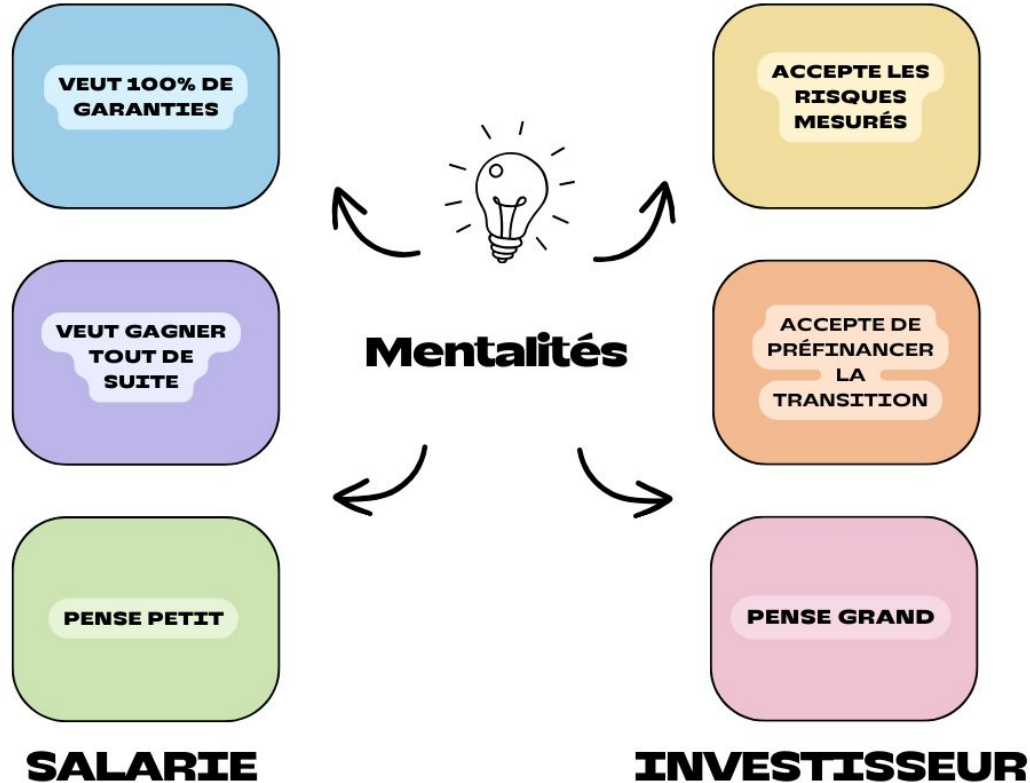 VEUT 100% DE
GARANTIES
ACCEPTE LES
RISQUES
MESURÉS
VEUT GAGNER
TOUT DE
SUITE
Mentalités
ACCEPTE DE
PRÉFINANCER
LA
TRANSITION
PENSE PETIT
PENSE GRAND
SALARIE
INVESTISSEUR